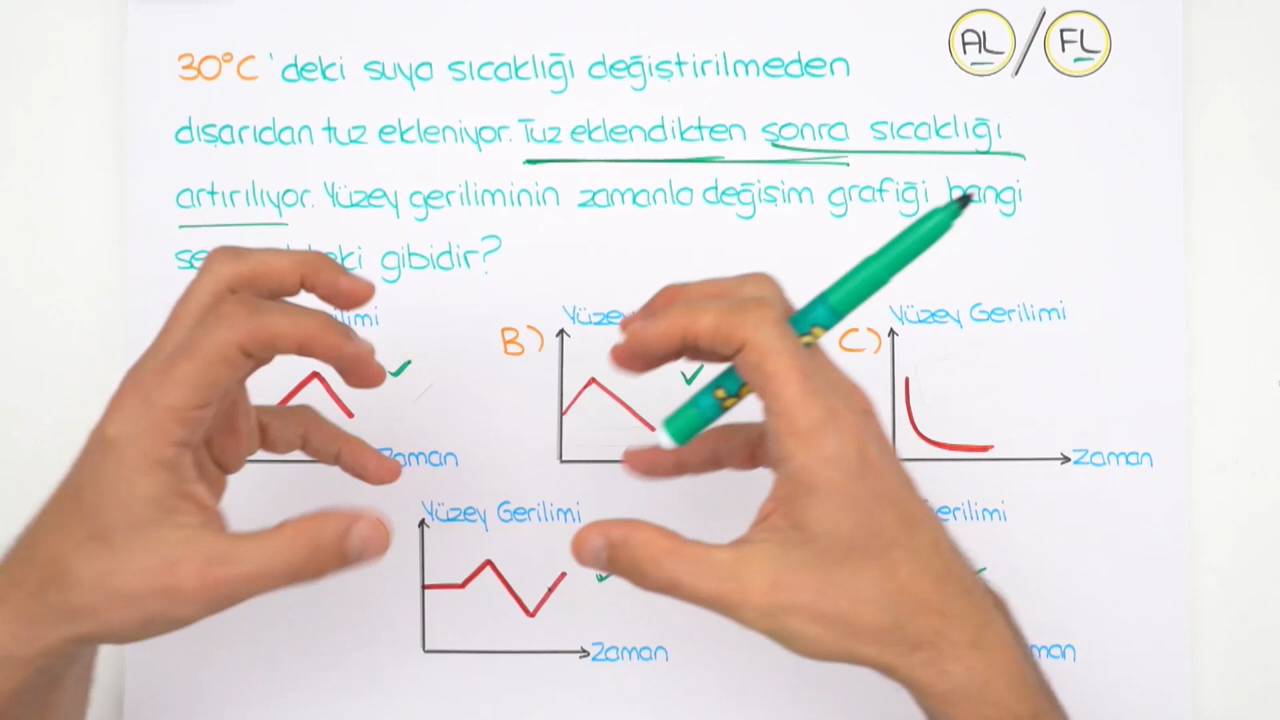 AL / FL
30°C 'deki suya sıcaklığı değiştirilmeden
dışarıdan tuz ekleniyor. Tuz eklendikten sonra sıcaklığı
artırılıyor. Yüzey geriliminin zamanla değişim grafiği hangi
gibidir?
B)
C) Yüzey Gerilimi
Zaman
Zaman
Yüzey Gerilimi
Zaman